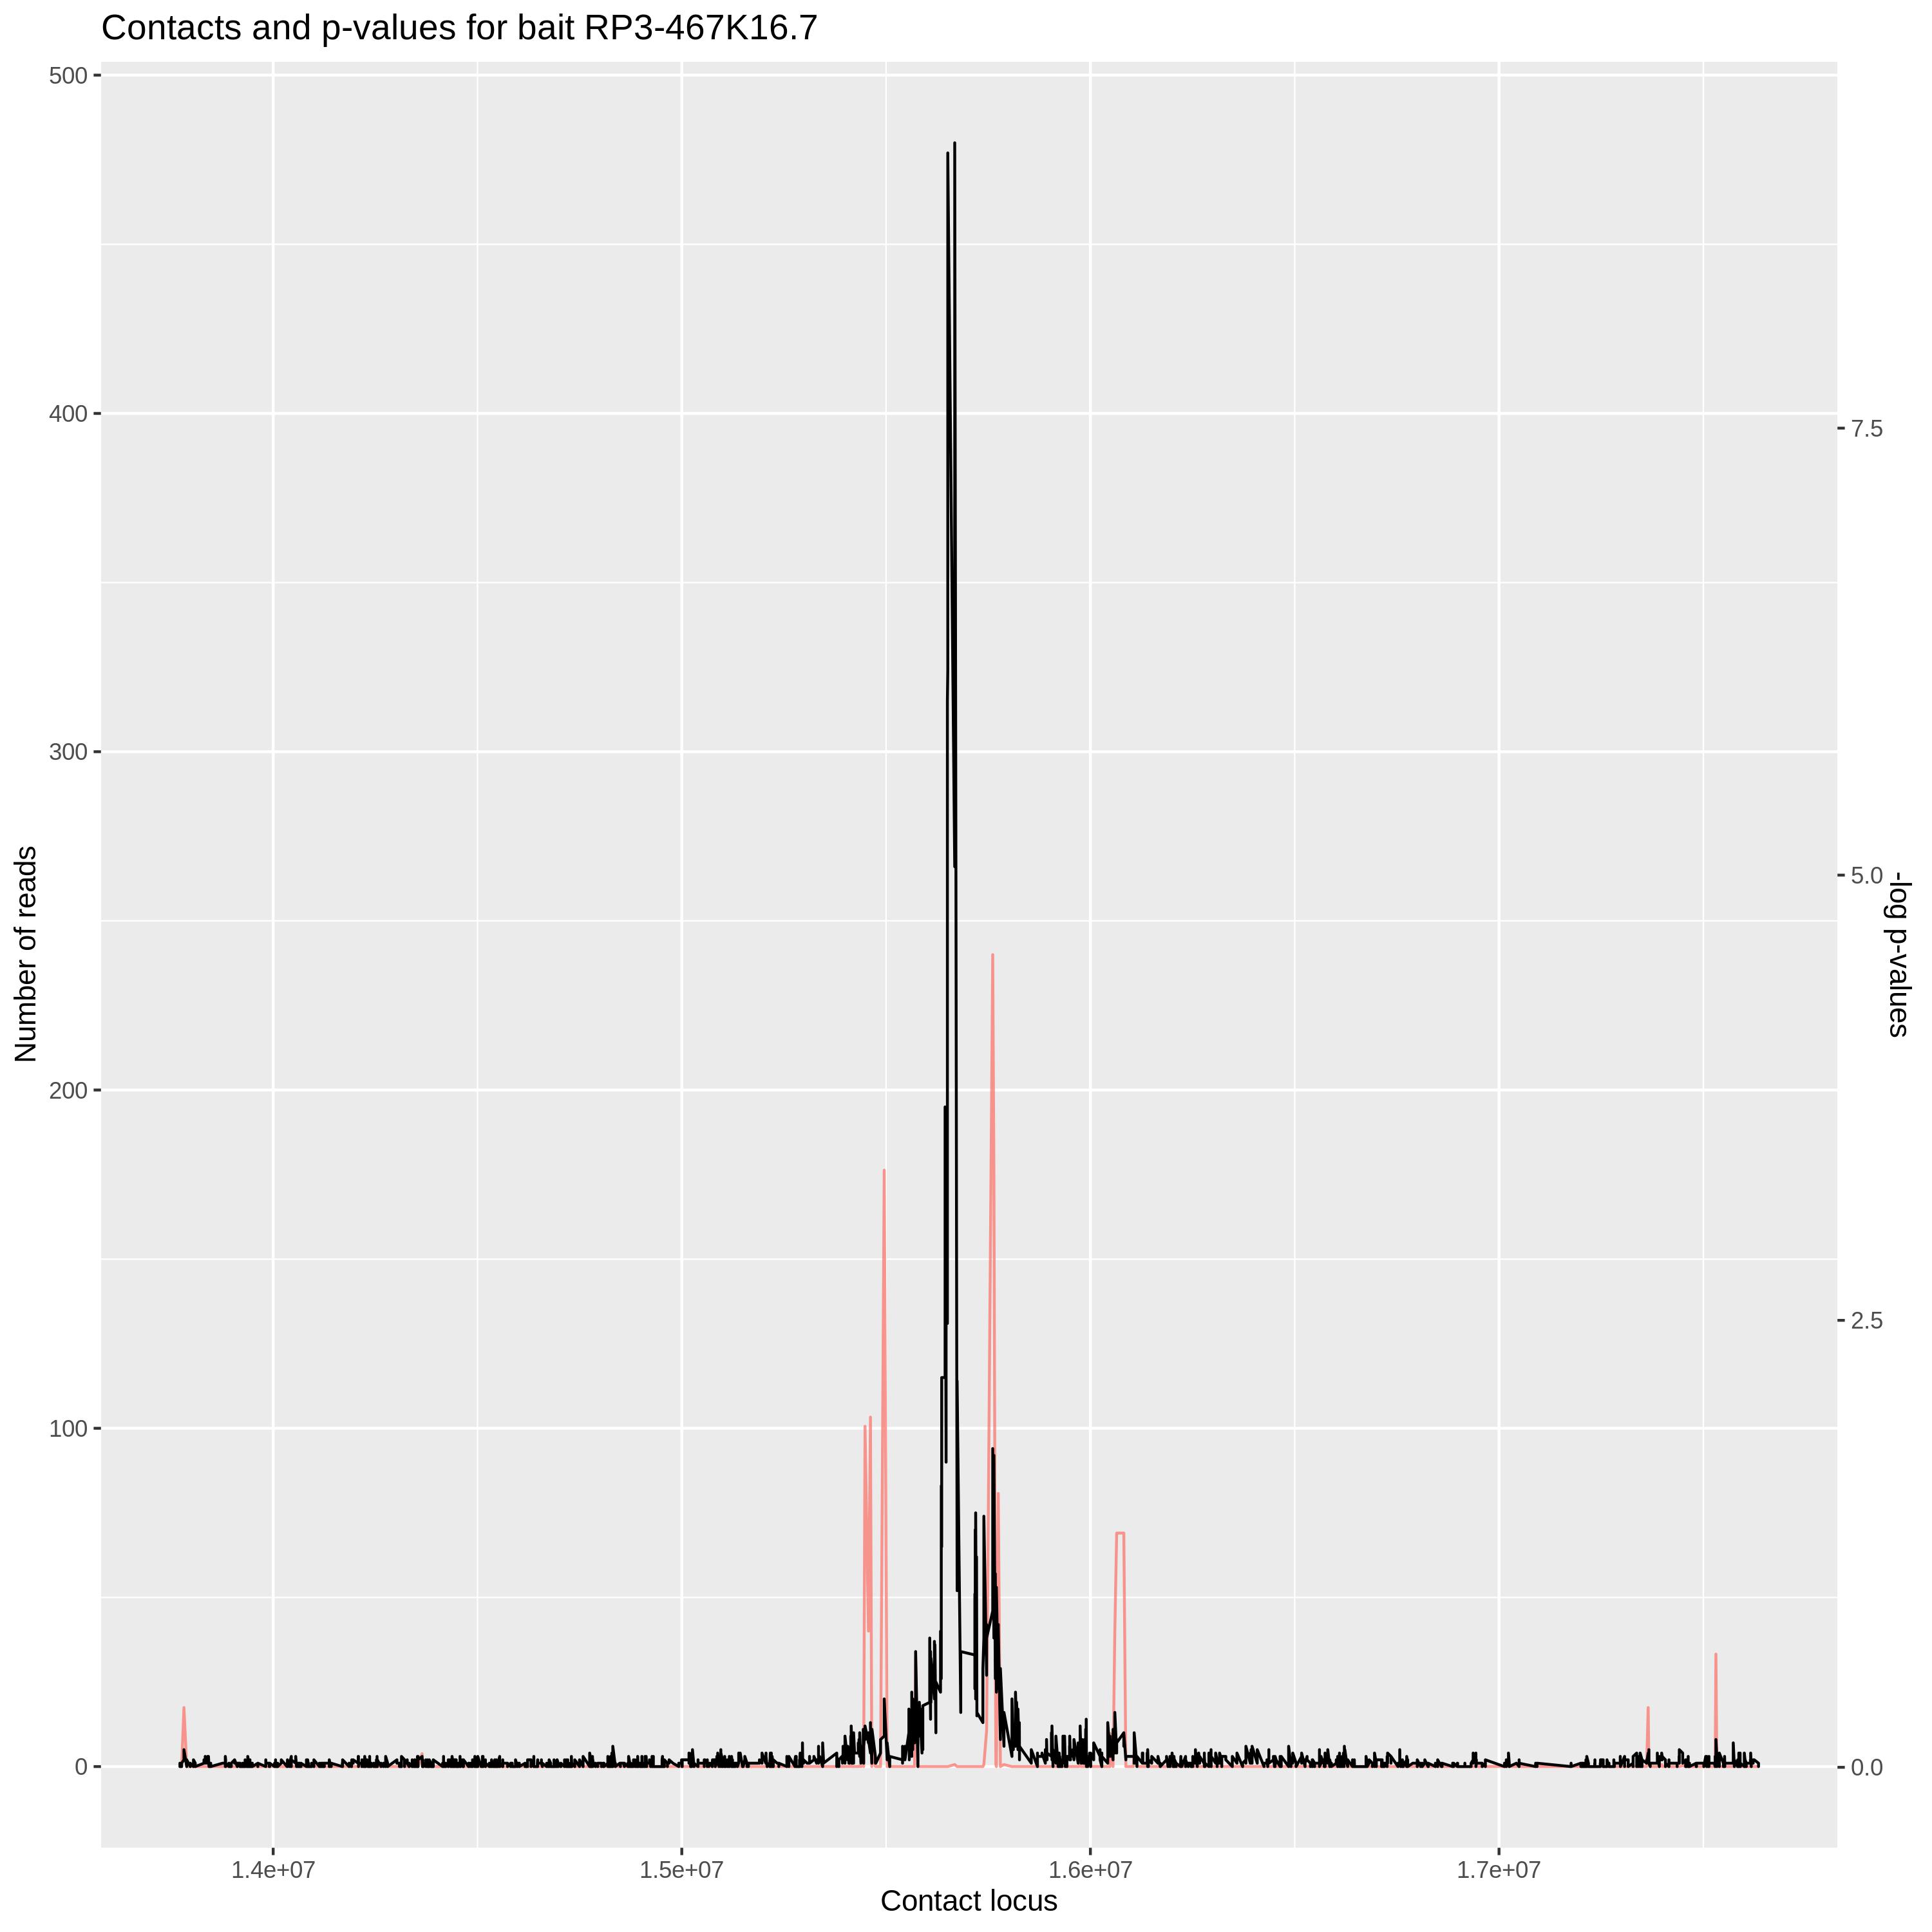 Contacts and p-values for bait RP3-467K16.7
500
400
300
200
100
0
Number of reads
7.5
5.0
2.5
0.0
-log p-values
1.4e+07
1.5e+07
1.6e+07
1.7e+07
Contact locus